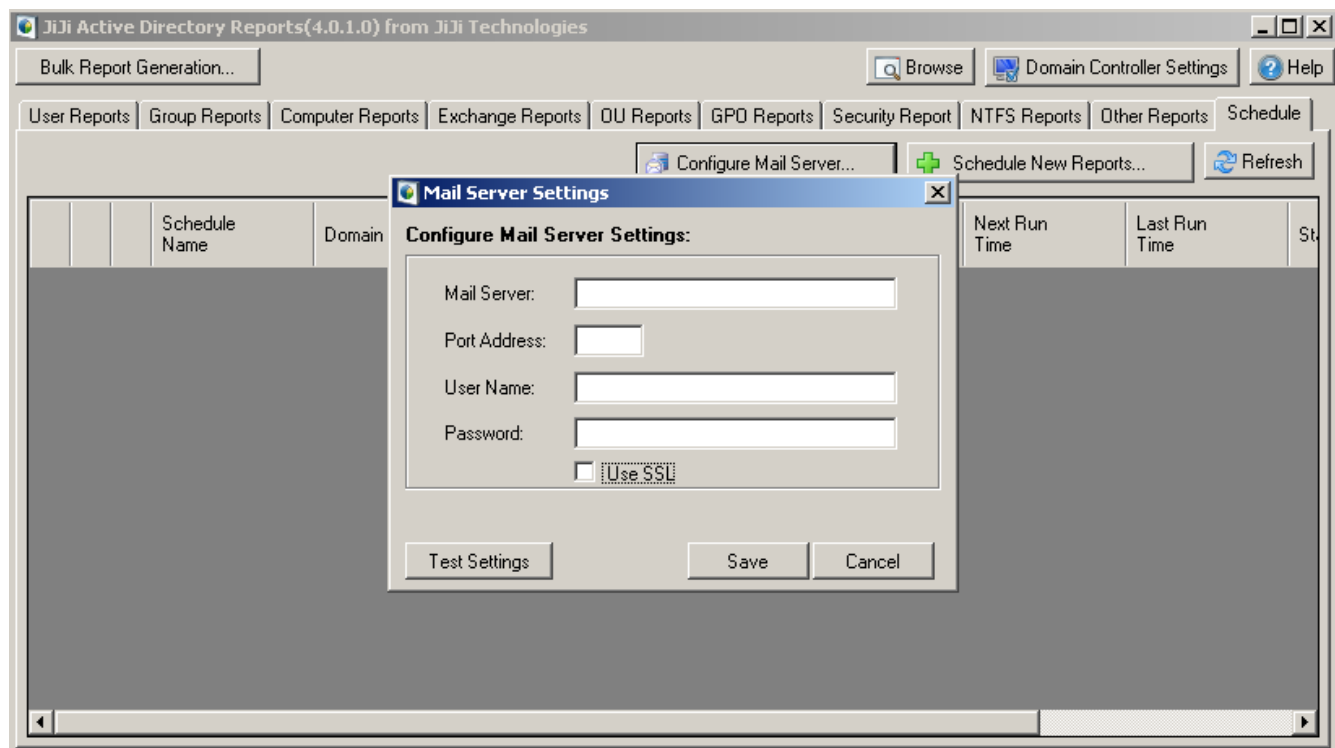 JiJi Active Directory Reports(4.0.1.0) from JiJi Technologies
Bulk Report Generation...
Browse
Domain Controller Settings
Help
User Reports
Group Reports
Computer Reports
Exchange Reports
OU Reports
GPO Reports
Security Report
NTFS Reports
Other Reports
Schedule
Configure Mail Server...
Schedule New Reports...
Refresh
Schedule
Name
Domain
Next Run
Time
Last Run
Time
Mail Server Settings
Configure Mail Server Settings:
Mail Server:
Port Address:
User Name:
Password:
Use SSL
Test Settings
Save
Cancel